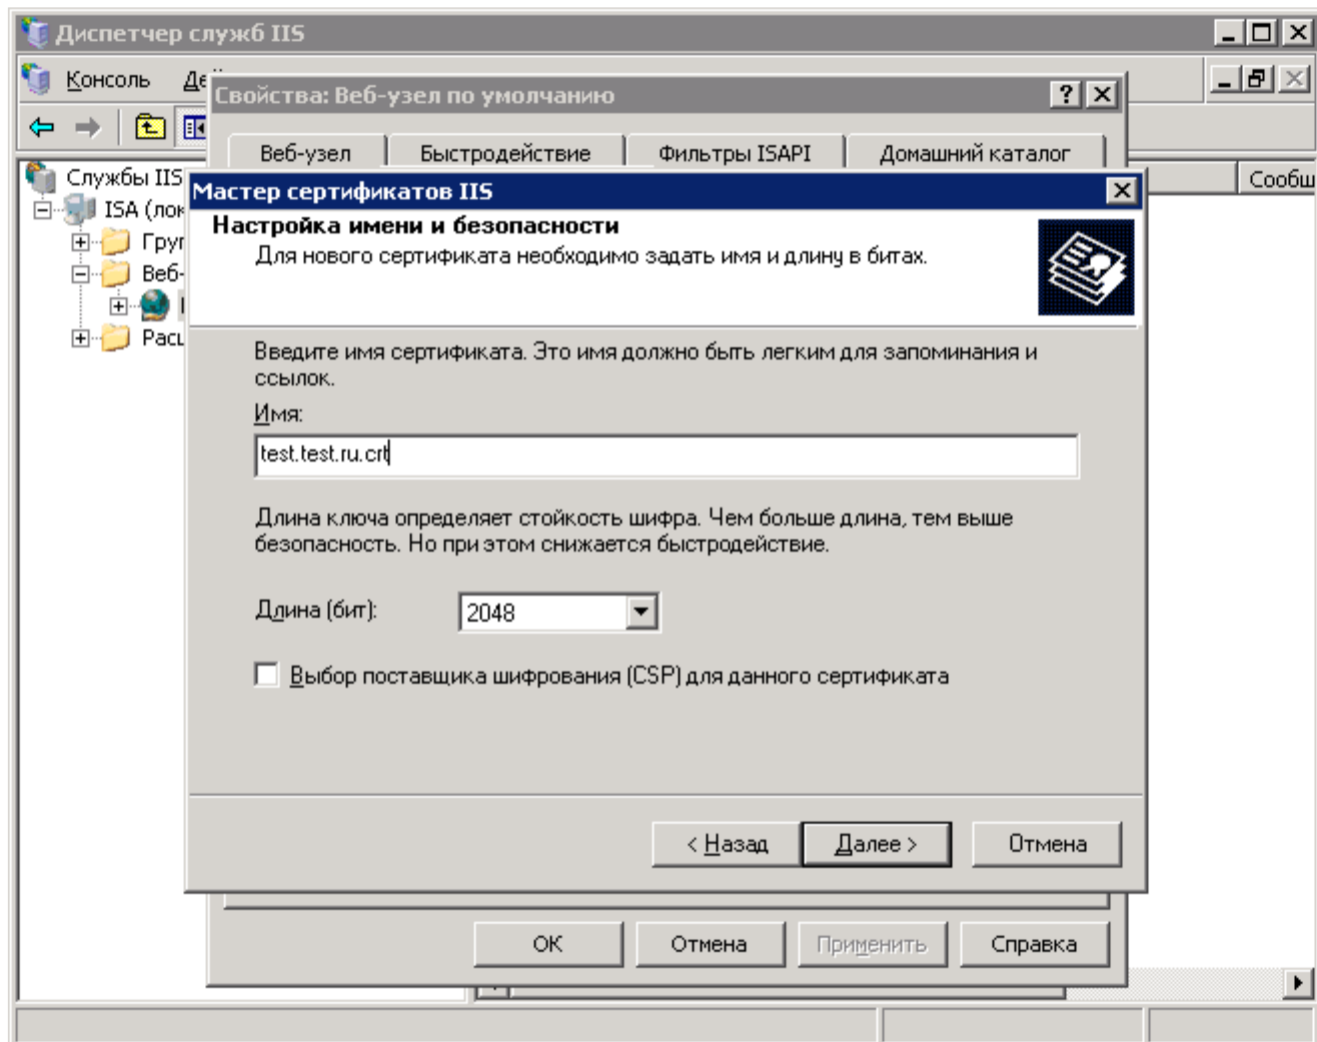 Диспетчер служб IIS
Консоль
Свойства: Веб-узел по умолчанию
Веб-узел Быстродействие Фильтры ISAPI Домашний каталог
Службы IIS
ISA
Мастер сертификатов IIS
Настройка имени и безопасности
Для нового сертификата необходимо задать имя и длину в битах.
Введите имя сертификата. Это имя должно быть легким для запоминания и
ссылок.
Имя:
test.test.ru.crt
Длина ключа определяет стойкость шифра. Чем больше длина, тем выше
безопасность. Но при этом снижается быстродействие.
Длина (бит): 2048
Выбор поставщика шифрования (CSP) для данного сертификата
< Назад Далее > Отмена
ОК Отмена Применить Справка